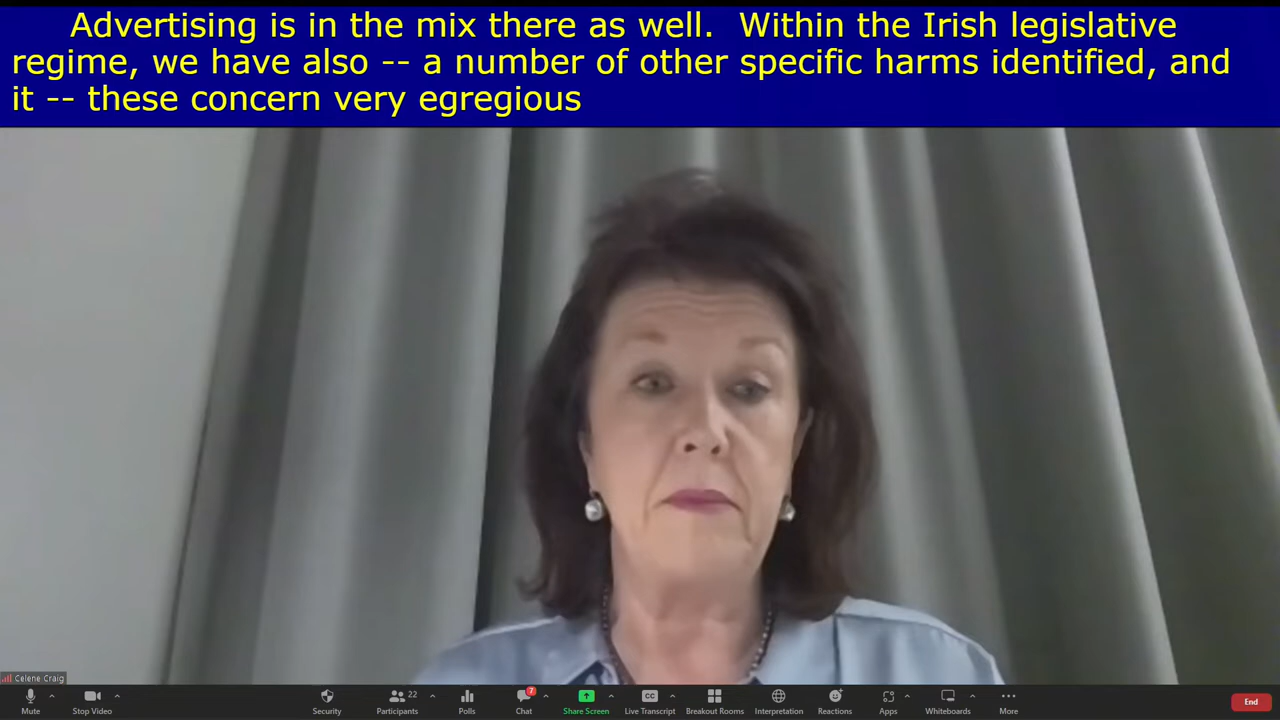 Advertising is in the mix there as well. Within the Irish legislative
regime, we have also -- a number of other specific harms identified, and
it -- these concern very egregious
Celene Craig
22
7
CC
Mute
Stop Video
Security
Participants
Polls
Chat
Share Screen
Live Transcript
Breakout Rooms
Interpretation
Reactions
Apps
Whiteboards
More
End